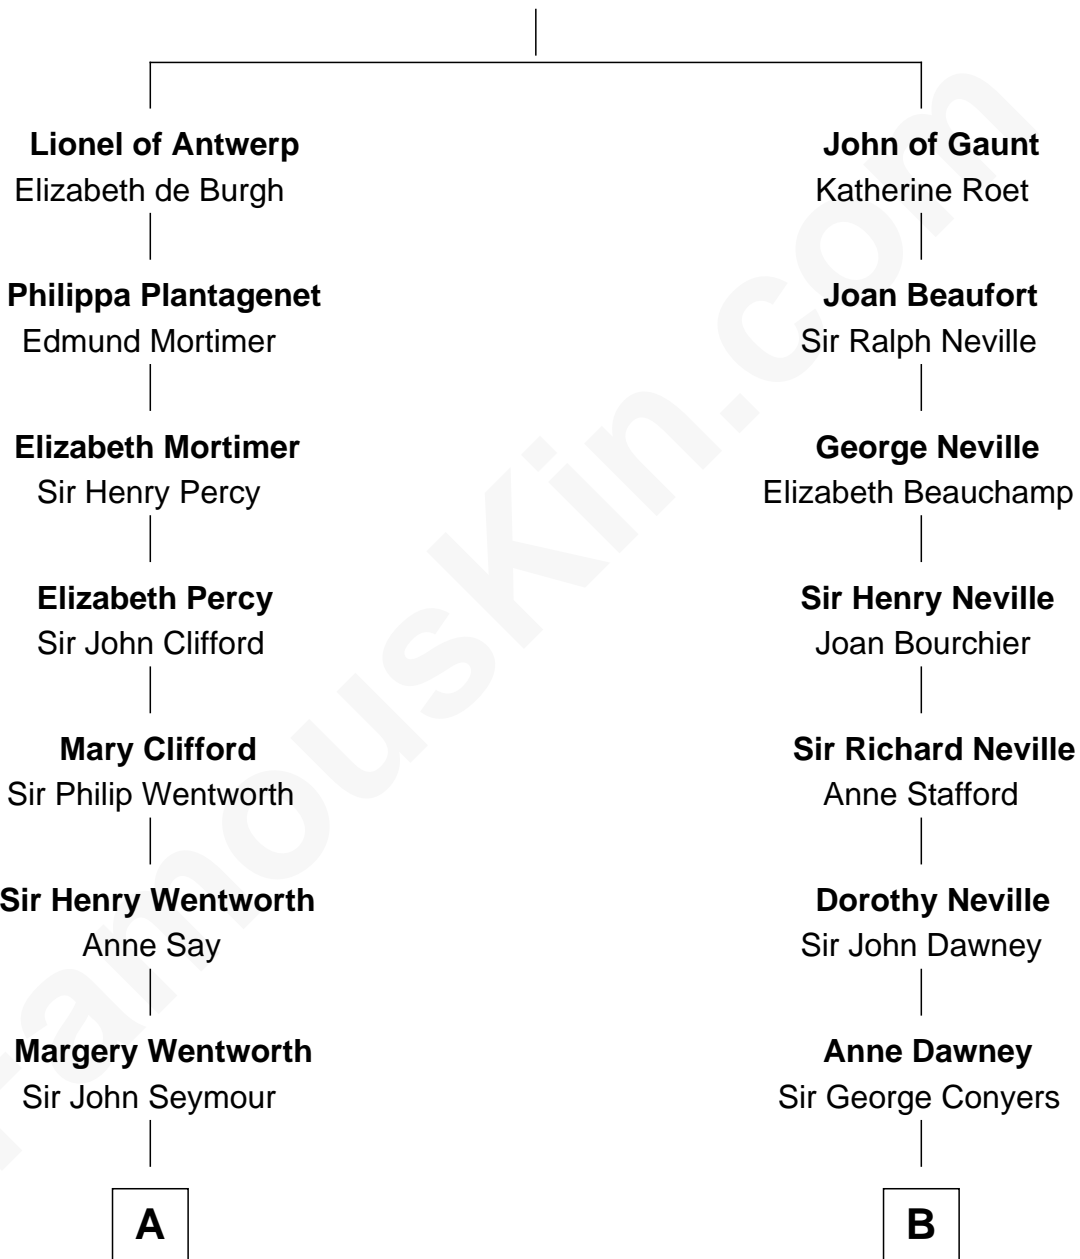 Lionel of Antwerp
Elizabeth de Burgh
Philippa Plantagenet
Edmund Mortimer
Elizabeth Mortimer
Sir Henry Percy
Elizabeth Percy
Sir John Clifford
Mary Clifford
Sir Philip Wentworth
Sir Henry Wentworth
Anne Say
Margery Wentworth
Sir John Seymour
A
John of Gaunt
Katherine Roet
Joan Beaufort
Sir Ralph Neville
George Neville
Elizabeth Beauchamp
Sir Henry Neville
Joan Bourchier
Sir Richard Neville
Anne Stafford
Dorothy Neville
Sir John Dawney
Anne Dawney
Sir George Conyers
B
FamousKin.com